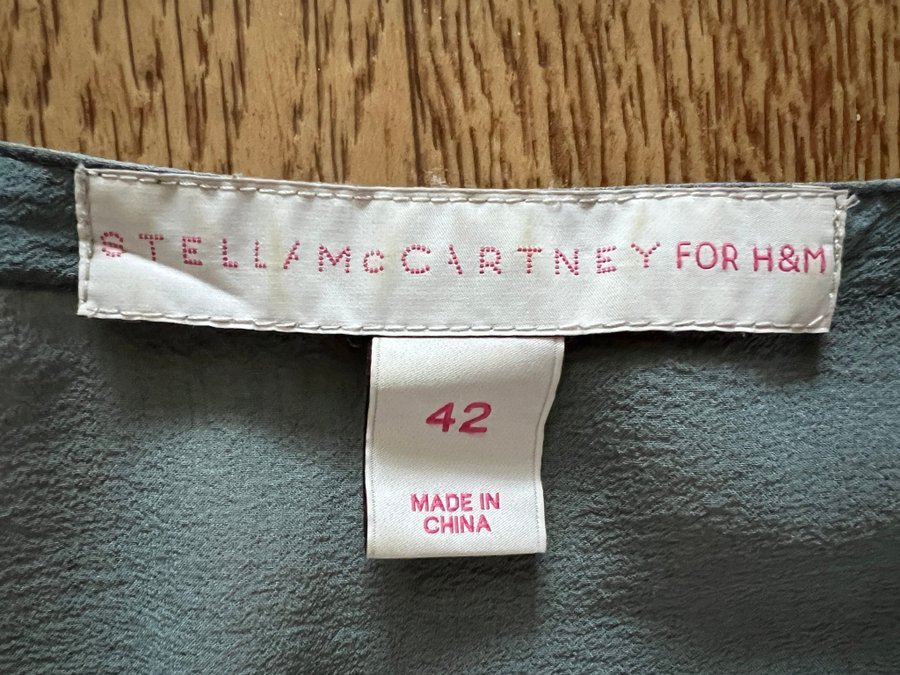 STELLA McCARTNEY FOR H&M
42
MADE IN
CHINA